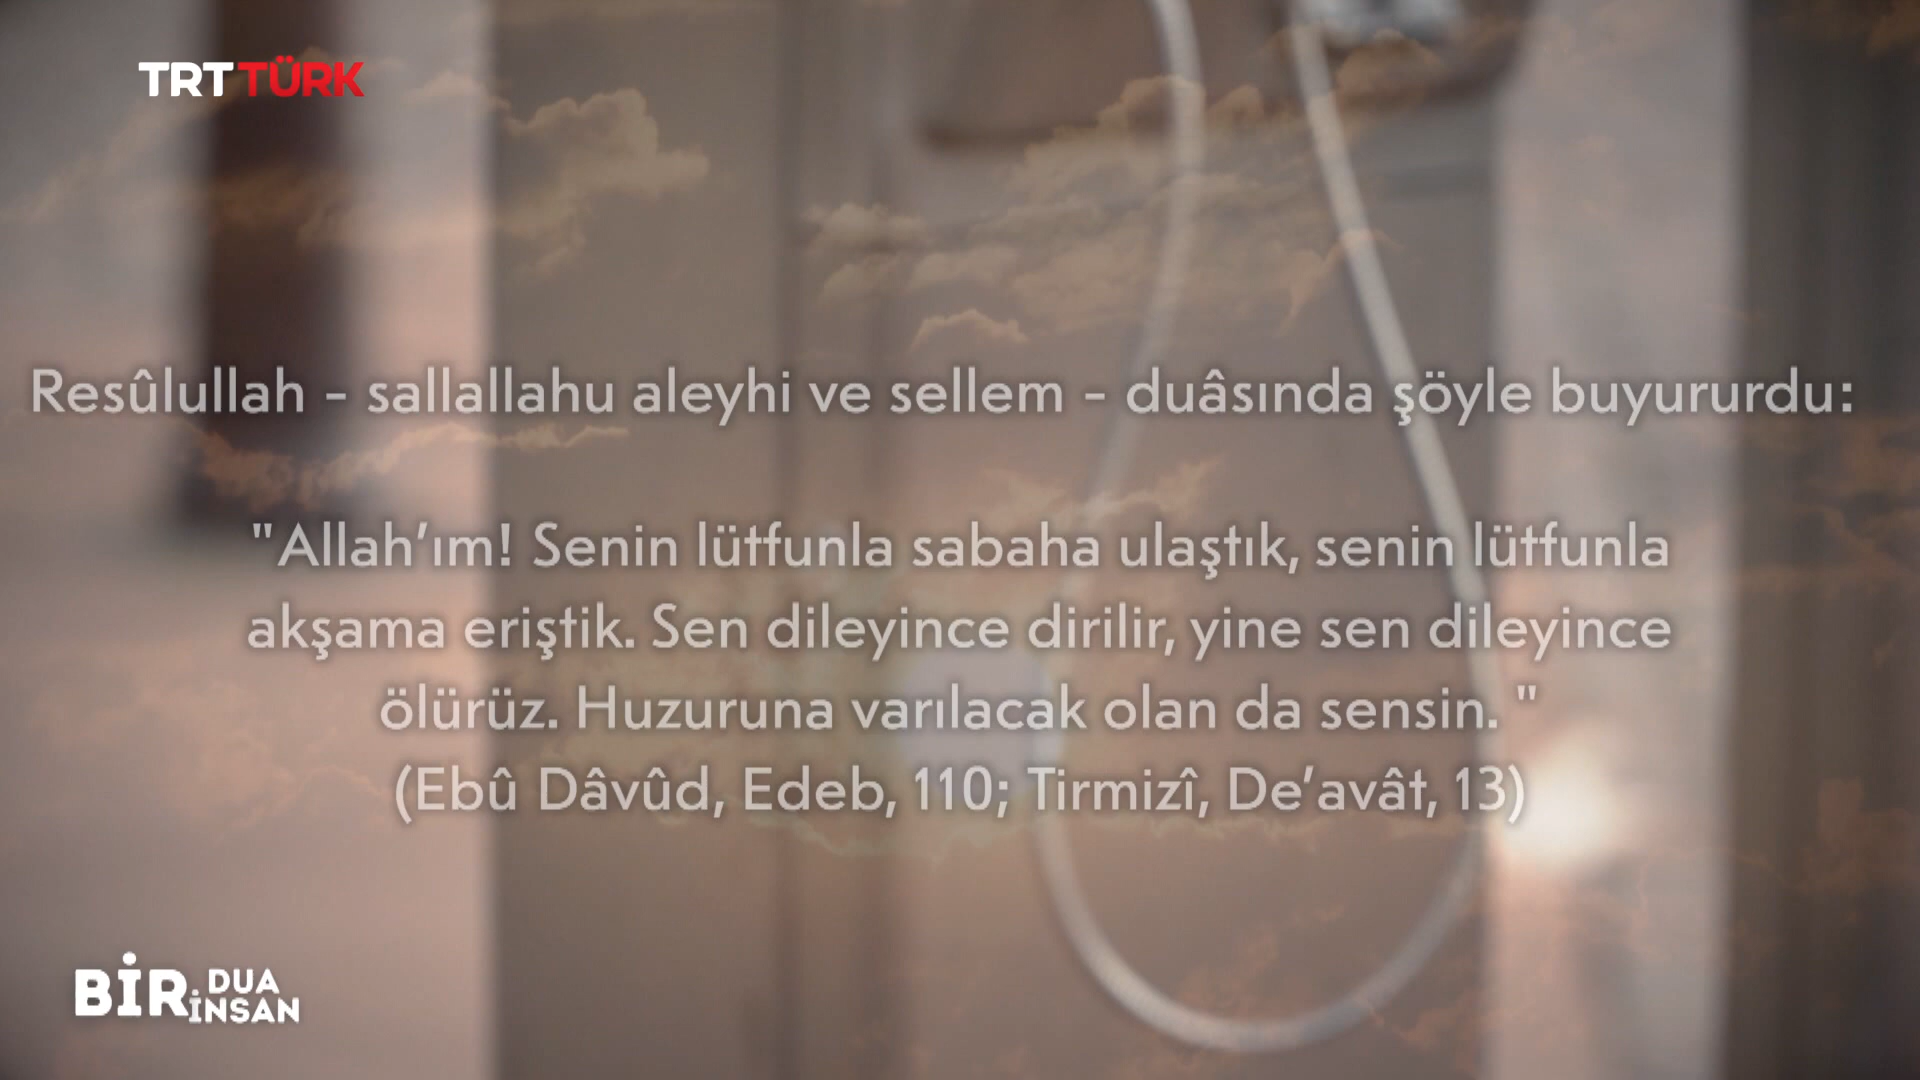 TRT TÜRK
Resûlullah - sallallahu aleyhi ve sellem - duâsında şöyle buyururdu:
"Allah’ım! Senin lütfunla sabaha ulaştık, senin lütfunla
akşama eriştik. Sen dileyince dirilir, yine sen dileyince
ölürüz. Huzuruna varılacak olan da sensin. "
(Ebû Dâvûd, Edeb, 110; Tirmizî, De’avât, 13)
BİR DUA
BİR İNSAN